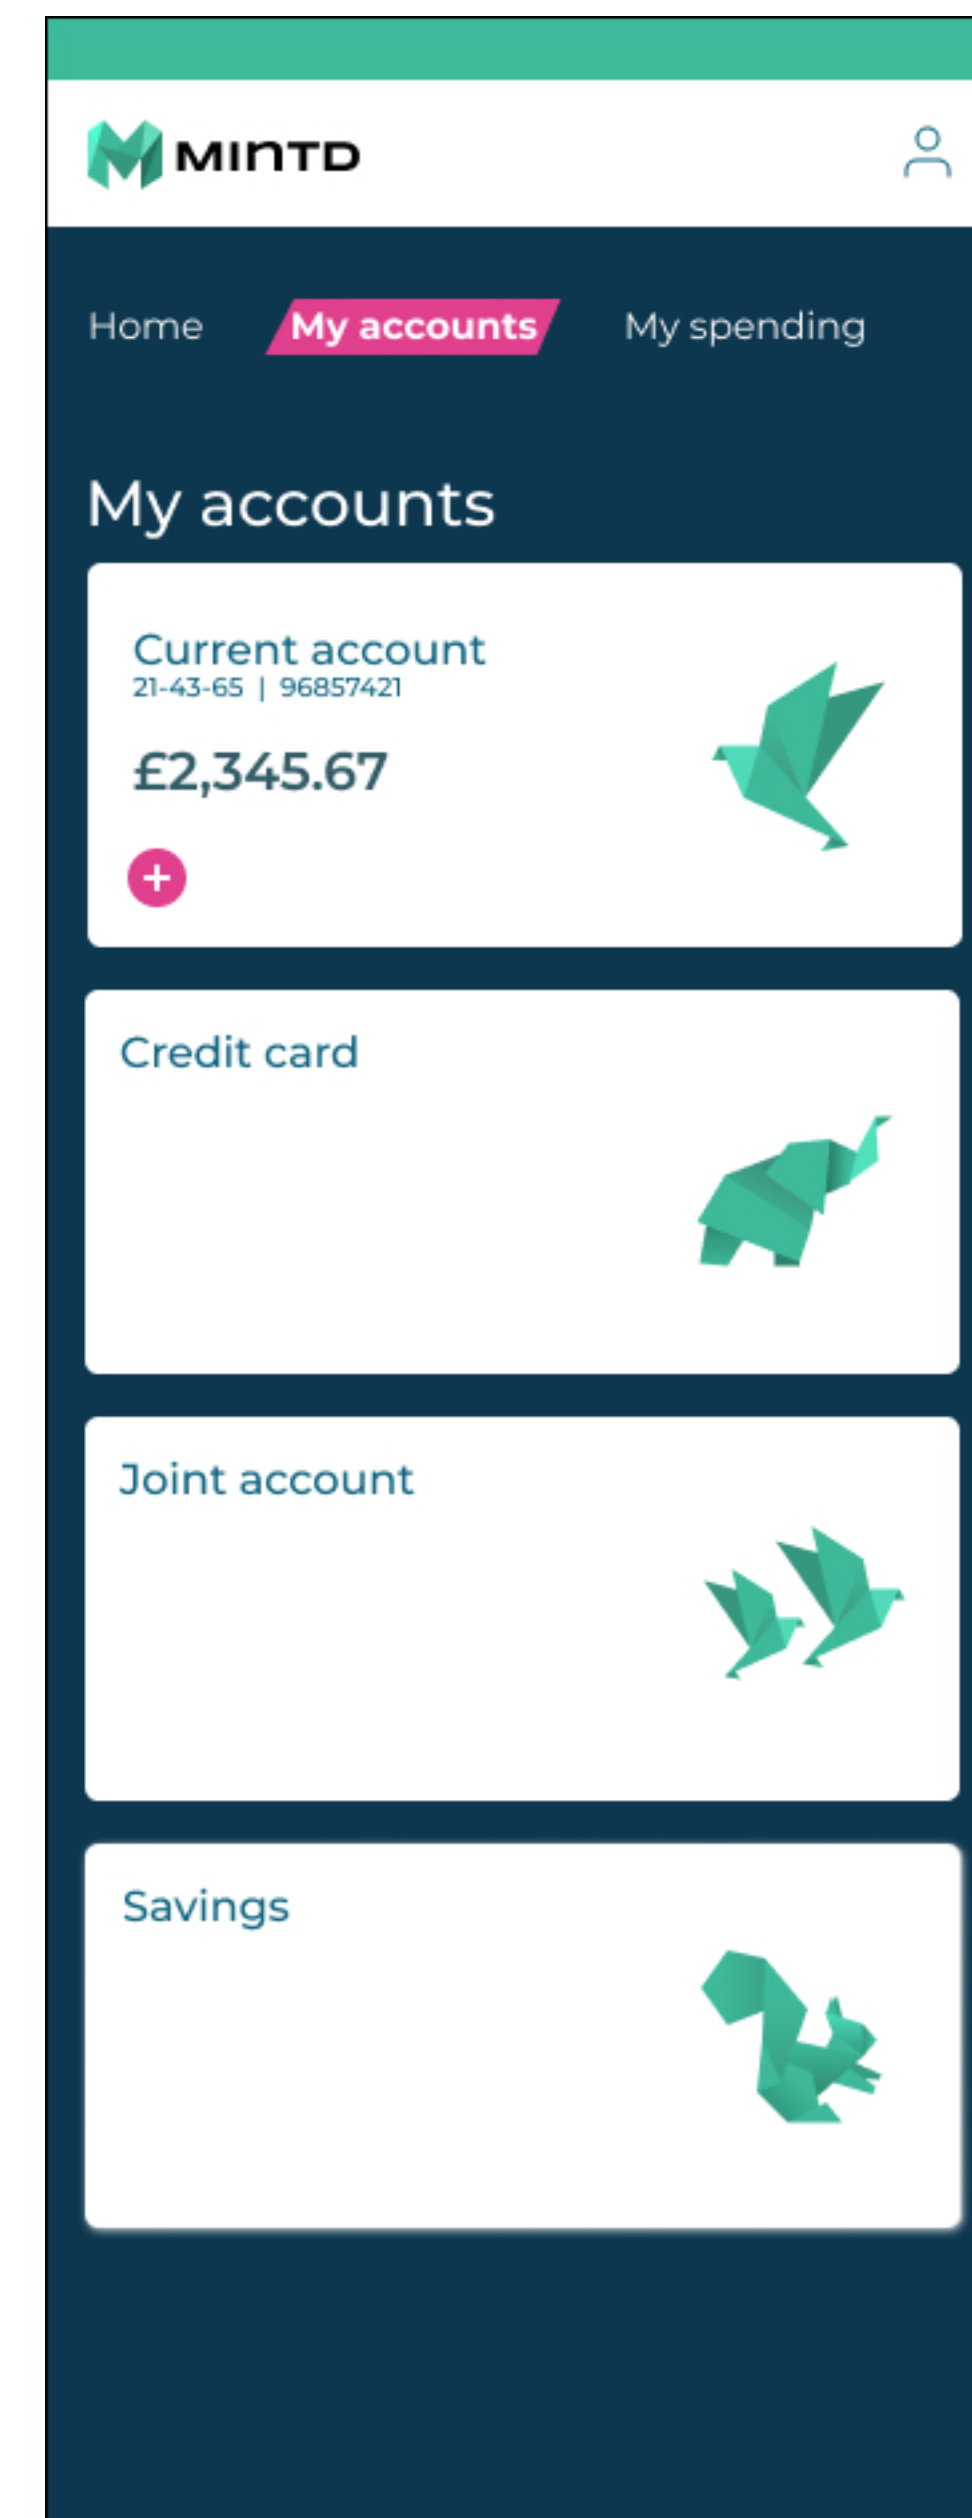 MINTD
Home My accounts My spending
My accounts
Current account
21-43-65 | 96857421
£2,345.67
+
Credit card
Joint account
Savings